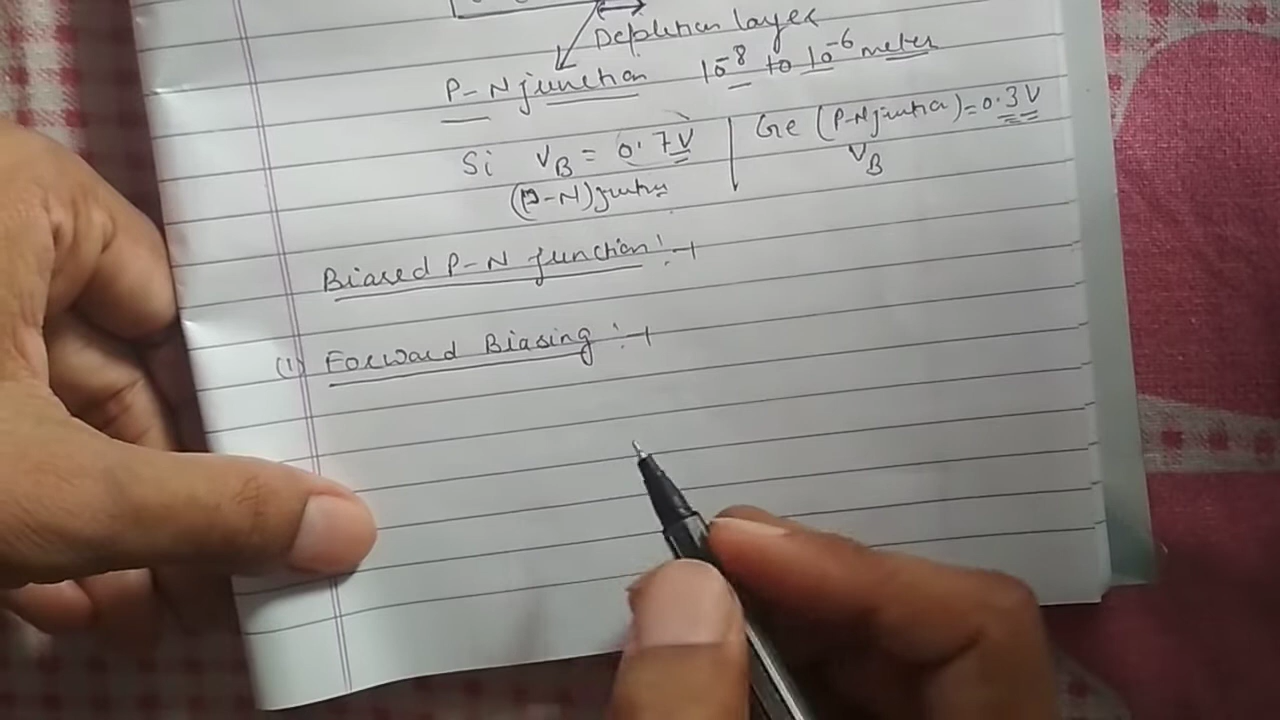 Depletion layer
P-N junction 10⁻⁸ to 10⁻⁶ meter
Si V_B = 0.7V | Ge (P-N junction) = 0.3V
(P-N) junction V_B
Biased P-N junction :-
(1) Forward Biasing :-